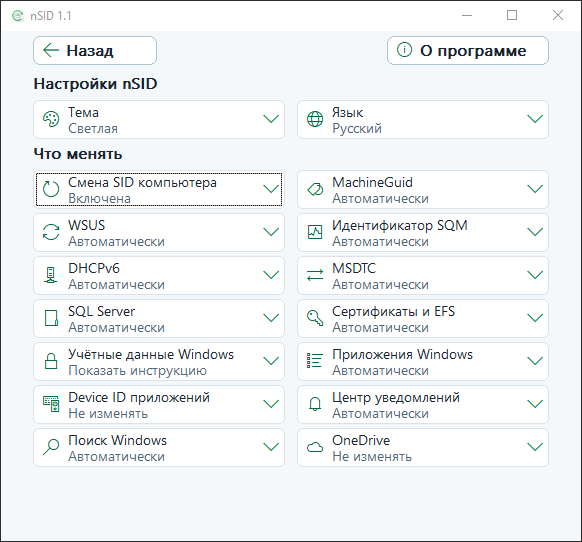 nSID 1.1
Назад
О программе
Настройки nSID
Тема
Светлая
Язык
Русский
Что менять
Смена SID компьютера
Включена
MachineGuid
Автоматически
WSUS
Автоматически
Идентификатор SQM
Автоматически
DHCPv6
Автоматически
MSDTC
Автоматически
SQL Server
Автоматически
Сертификаты и EFS
Автоматически
Учётные данные Windows
Показать инструкцию
Приложения Windows
Автоматически
Device ID приложений
Не изменять
Центр уведомлений
Автоматически
Поиск Windows
Автоматически
OneDrive
Не изменять